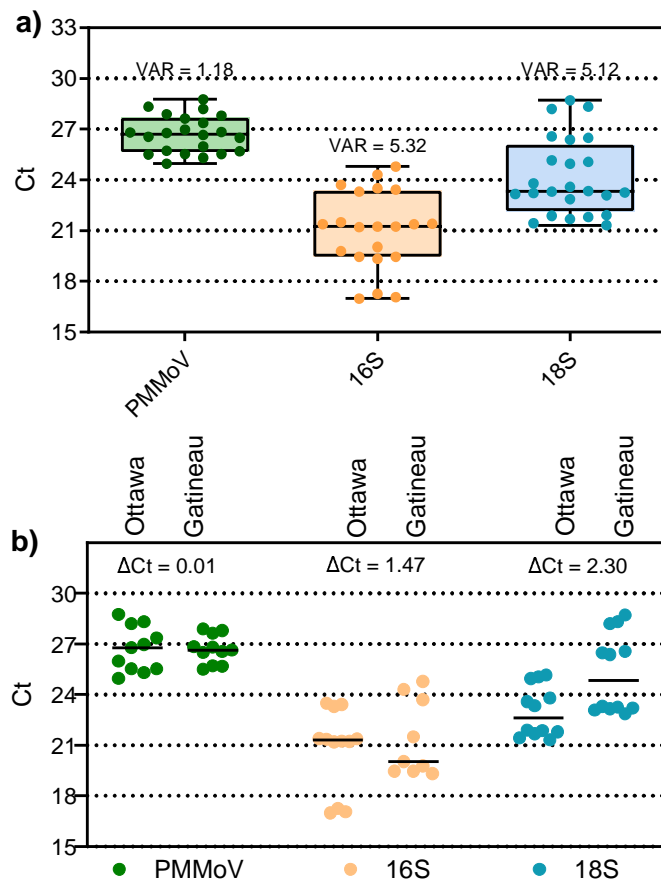 a)
33
30
27
24
21
18
15
Ct
VAR = 1.18
VAR = 5.32
VAR = 5.12
PMMoV
16S
18S
Ottawa
Gatineau
Ottawa
Gatineau
Ottawa
Gatineau
b)
ΔCt = 0.01
ΔCt = 1.47
ΔCt = 2.30
30
27
24
21
18
15
Ct
PMMoV
16S
18S